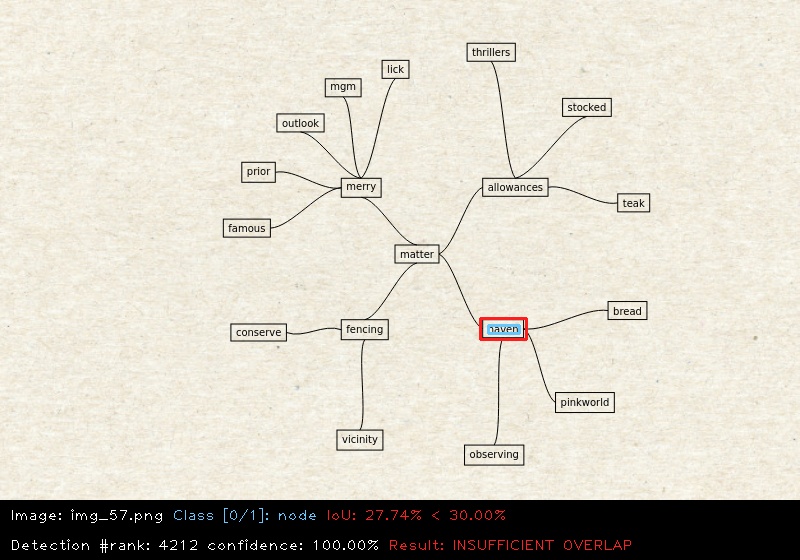 thrillers
lick
mgm
stocked
outlook
prior
merry
allowances
teak
famous
matter
bread
conserve
fencing
pinkworld
vicinity
observing
Image: img_57.png Class [0/1]: node IoU: 27.74% < 30.00%
Detection #rank: 4212 confidence: 100.00% Result: INSUFFICIENT OVERLAP